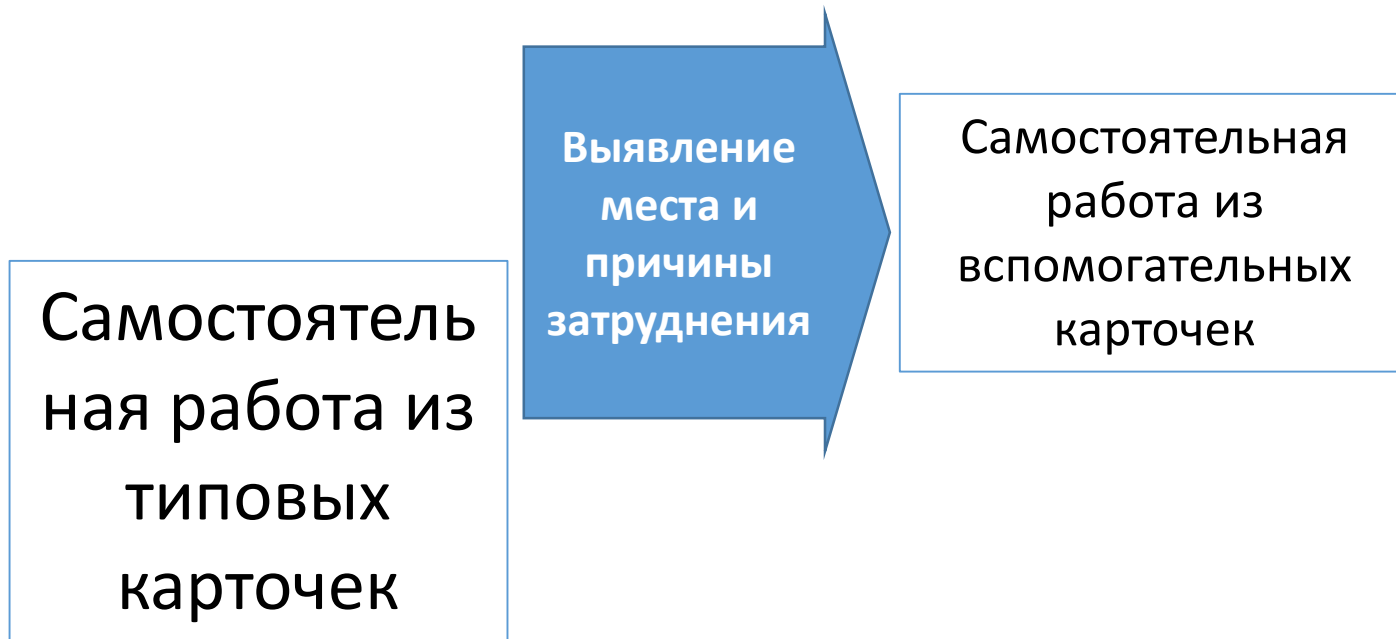 Самостоятель
ная работа из
типовых
карточек
Выявление
места и
причины
затруднения
Самостоятельная
работа из
вспомогательных
карточек